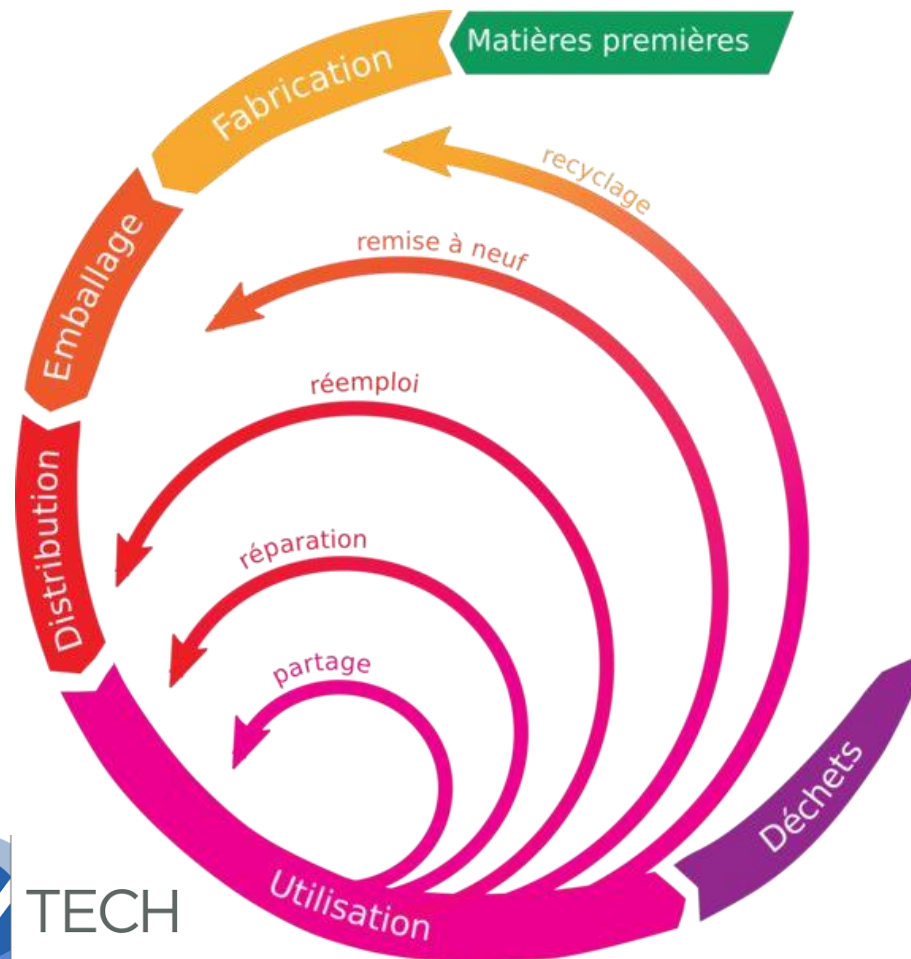 Matières premières
Fabrication
recyclage
Emballage
remise à neuf
réemploi
Distribution
réparation
partage
Déchets
Utilisation
TECH